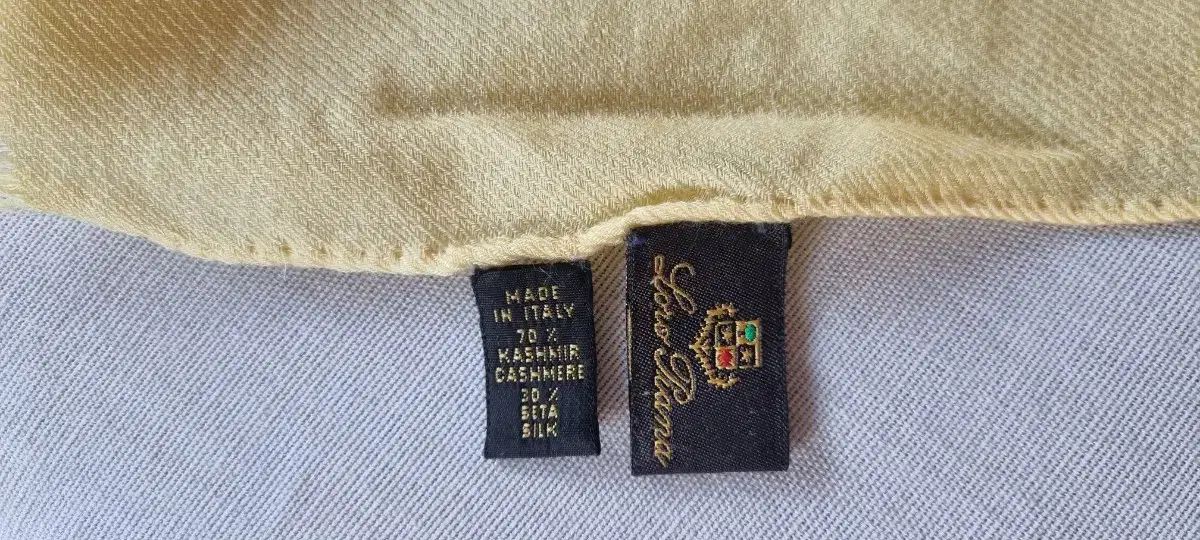 MADE
IN ITALY
70 %
KASHMIR
CASHMERE
30 %
SETA
SILK
Loro Piana